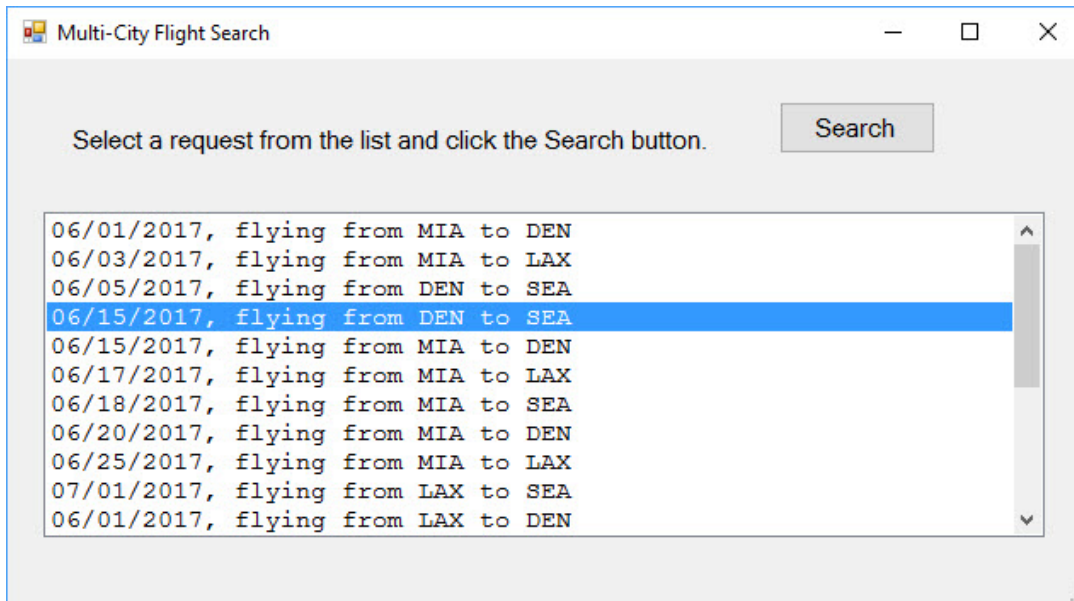 Multi-City Flight Search
Select a request from the list and click the Search button.
Search
06/01/2017, flying from MIA to DEN
06/03/2017, flying from MIA to LAX
06/05/2017, flying from DEN to SEA
06/15/2017, flying from DEN to SEA
06/15/2017, flying from MIA to DEN
06/17/2017, flying from MIA to LAX
06/18/2017, flying from MIA to SEA
06/20/2017, flying from MIA to DEN
06/25/2017, flying from MIA to LAX
07/01/2017, flying from LAX to SEA
06/01/2017, flying from LAX to DEN